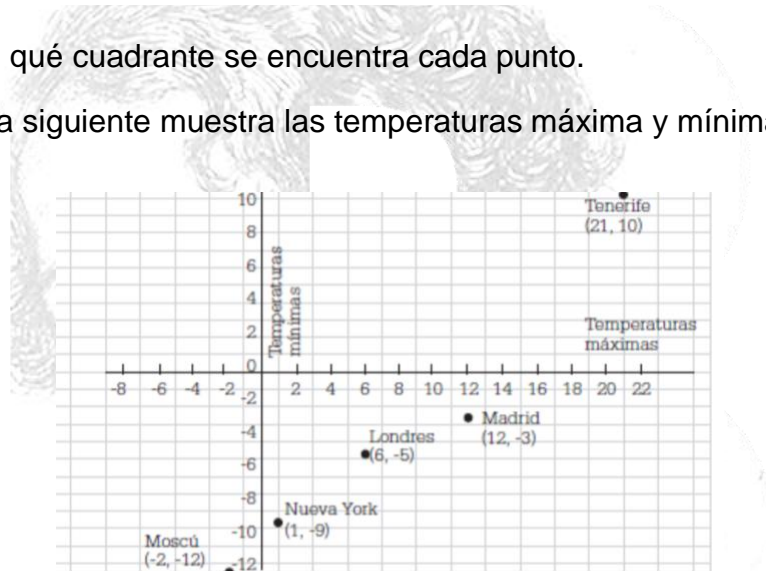 qué cuadrante se encuentra cada punto.
a siguiente muestra las temperaturas máxima y mínima
10
Tenerife
(21, 10)
8
6
4
2
0
Temperaturas
mínimas
Temperaturas
máximas
-8 -6 -4 -2 2 4 6 8 10 12 14 16 18 20 22
-2
-4
-6
-8
-10
-12
Madrid
(12, -3)
Londres
(6, -5)
Nueva York
(1, -9)
Moscú
(-2, -12)